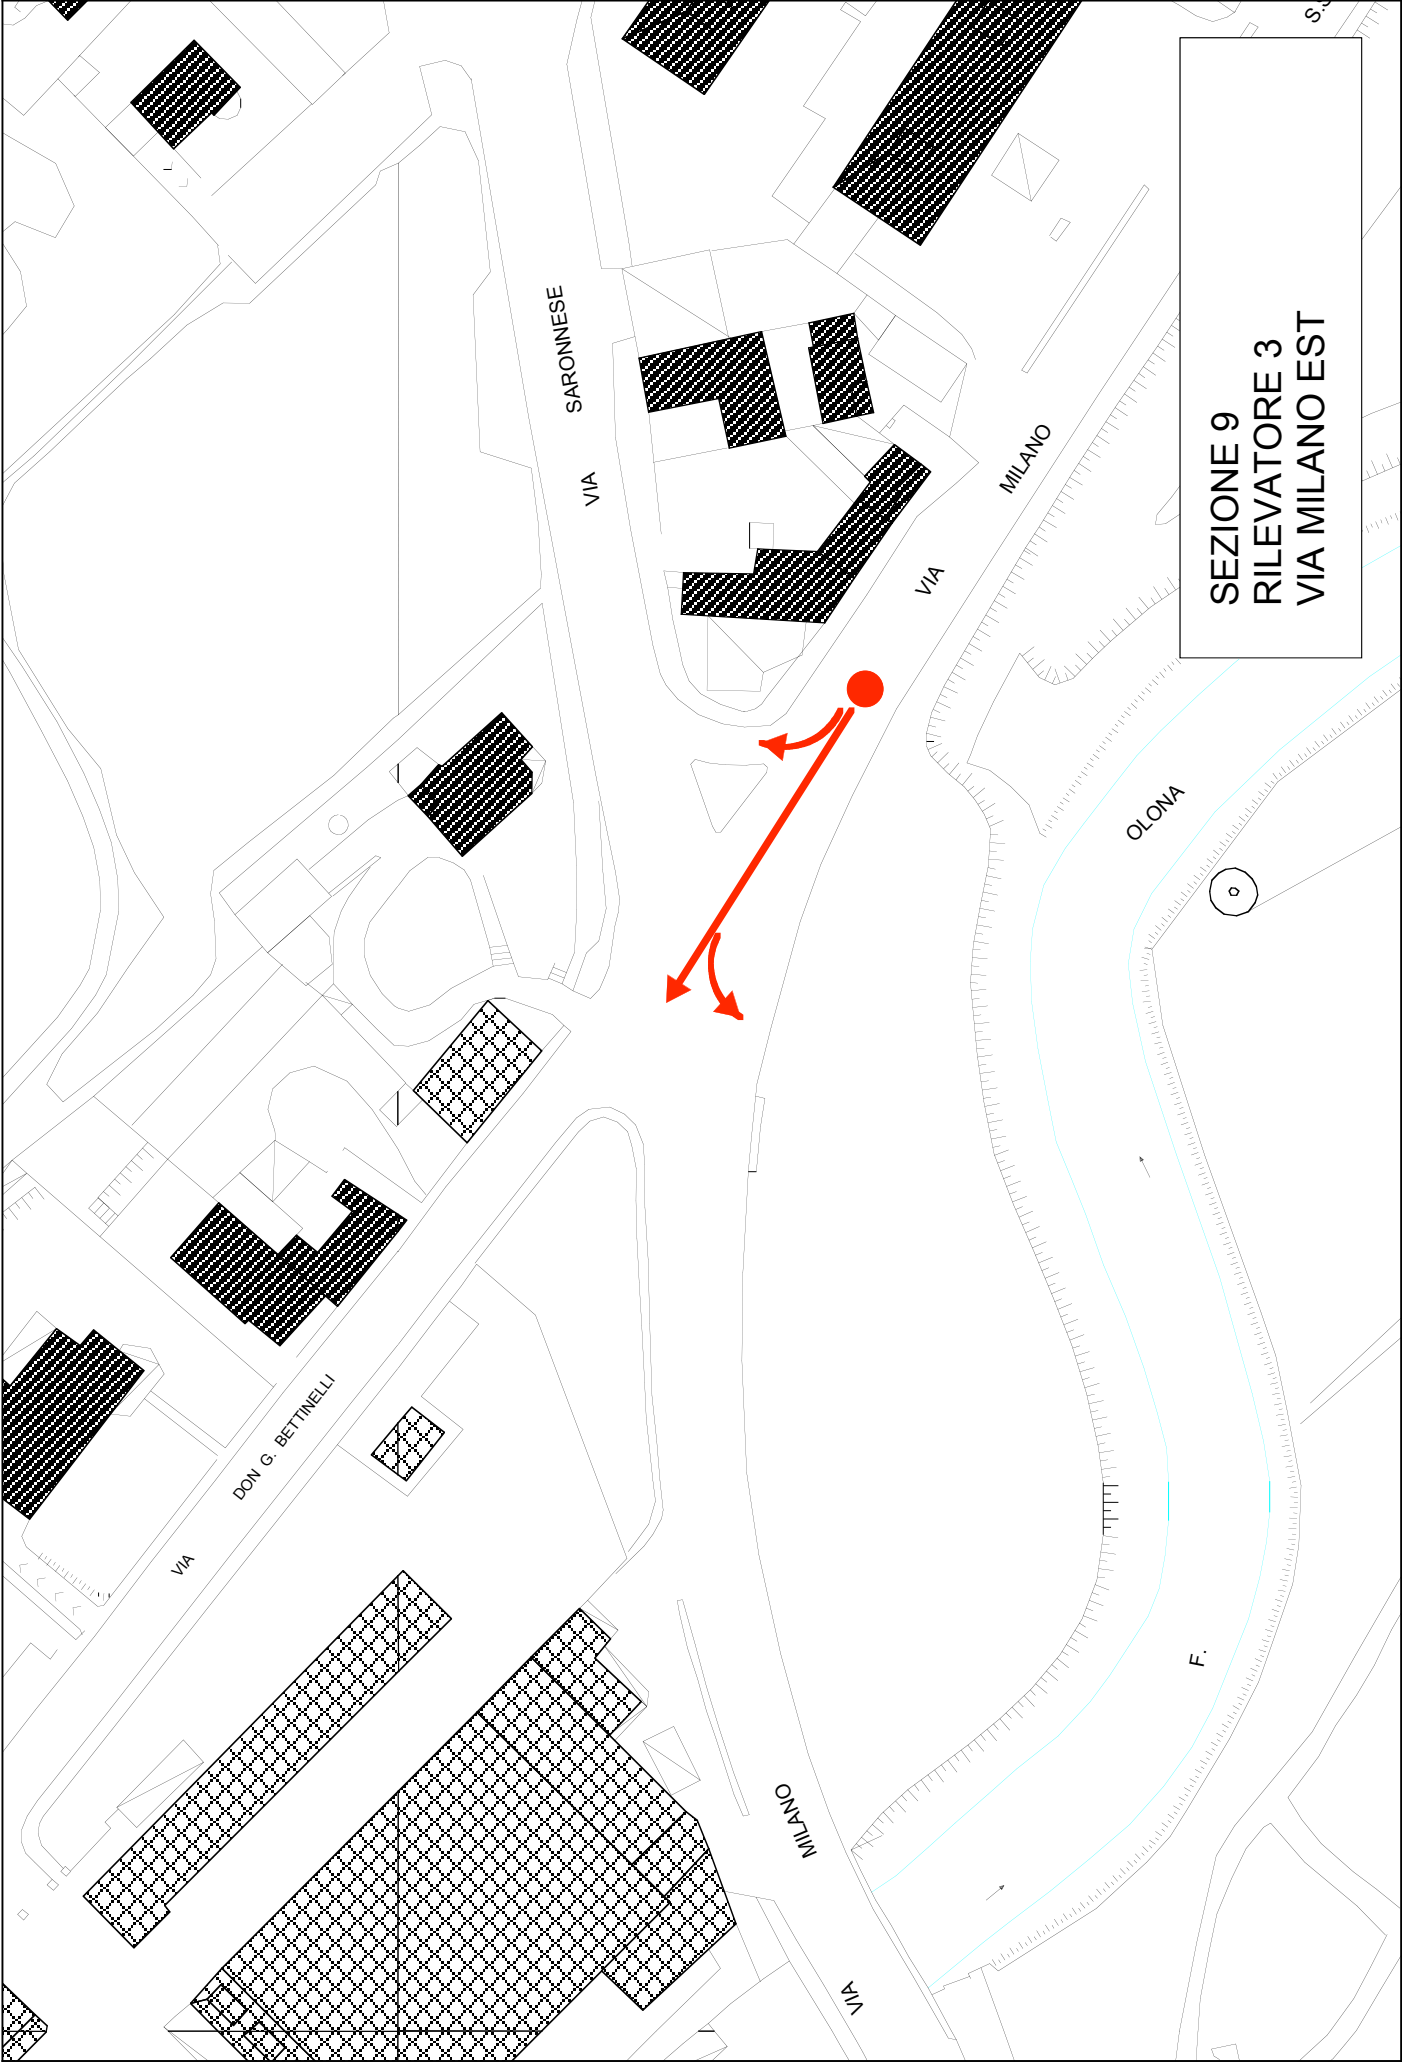 S.S
SARONNESE
VIA
MILANO
VIA
SEZIONE 9
RILEVATORE 3
VIA MILANO EST
OLONA
DON G. BETTINELLI
VIA
F.
MILANO
VIA